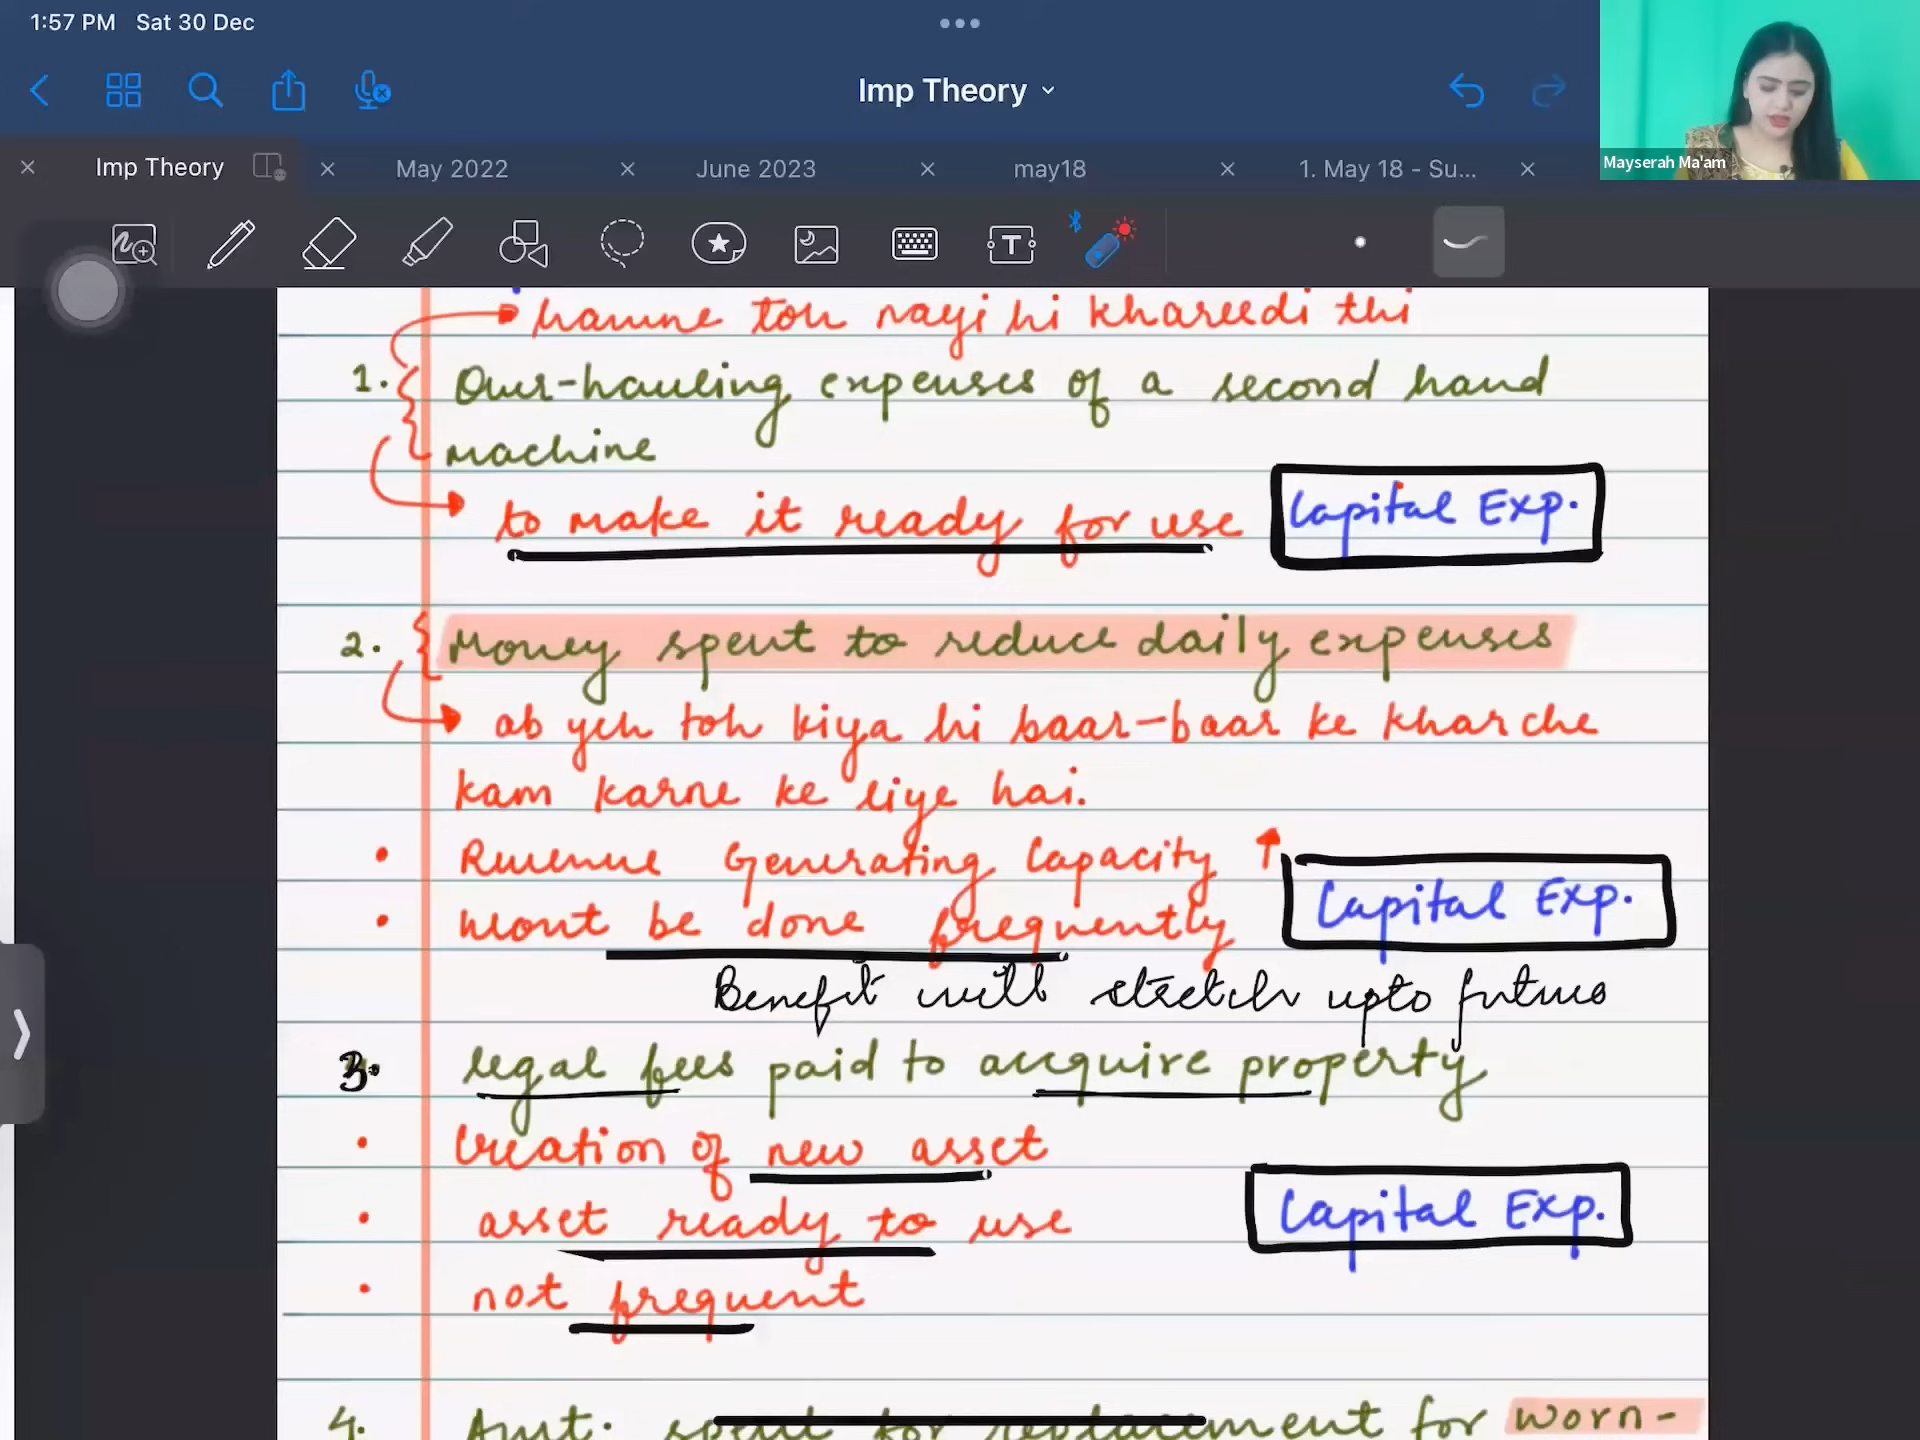 1:57 PM Sat 30 Dec
Imp Theory
Mayserah Ma'am
Imp Theory May 2022 June 2023 may18 1. May 18 - Su...
T
hamne toh nayi hi khareedi thi
1. Over-hauling expenses of a second hand
machine
to make it ready for use Capital Exp.
2. Money spent to reduce daily expenses
ab yeh toh kiya hi baar-baar ke kharche
kam karne ke liye hai.
• Revenue Generating Capacity ↑
• Wont be done frequently Capital Exp.
Benefit will stretch upto future
3. legal fees paid to acquire property
• Creation of new asset
• asset ready to use Capital Exp.
• not frequent
4. Amt. spent for replacement for worn-